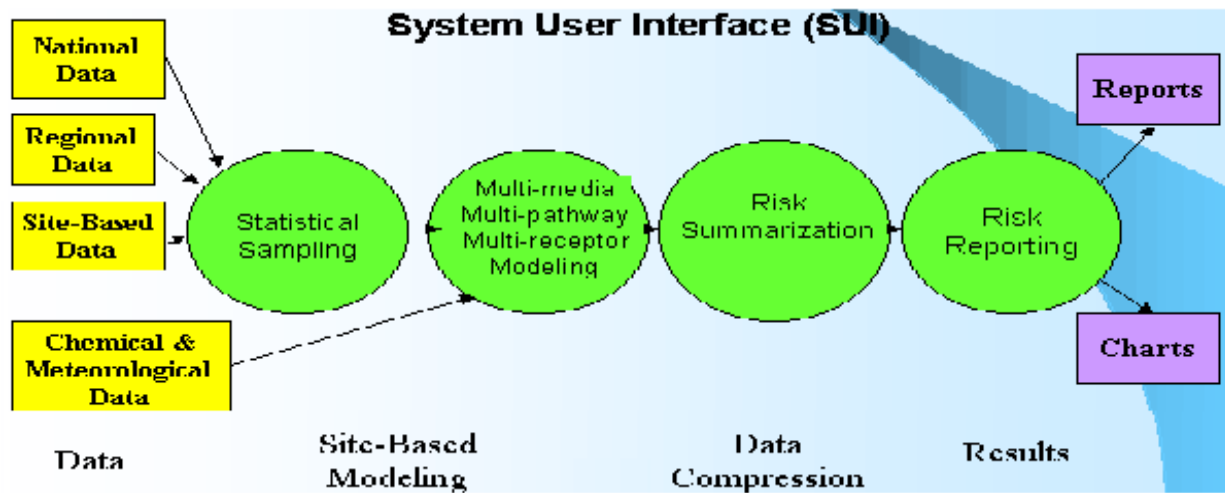 System User Interface (SUI)
National
Data
Regional
Data
Site-Based
Data
Chemical &
Meteorological
Data
Statistical
Sampling
Multi-media
Multi-pathway
Multi-receptor
Modeling
Risk
Summarization
Risk
Reporting
Reports
Charts
Data
Site-Based
Modeling
Data
Compression
Results